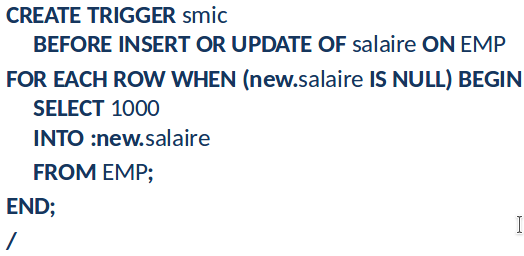 CREATE TRIGGER smic
BEFORE INSERT OR UPDATE OF salaire ON EMP
FOR EACH ROW WHEN (new.salaire IS NULL) BEGIN
SELECT 1000
INTO :new.salaire
FROM EMP;
END;
/